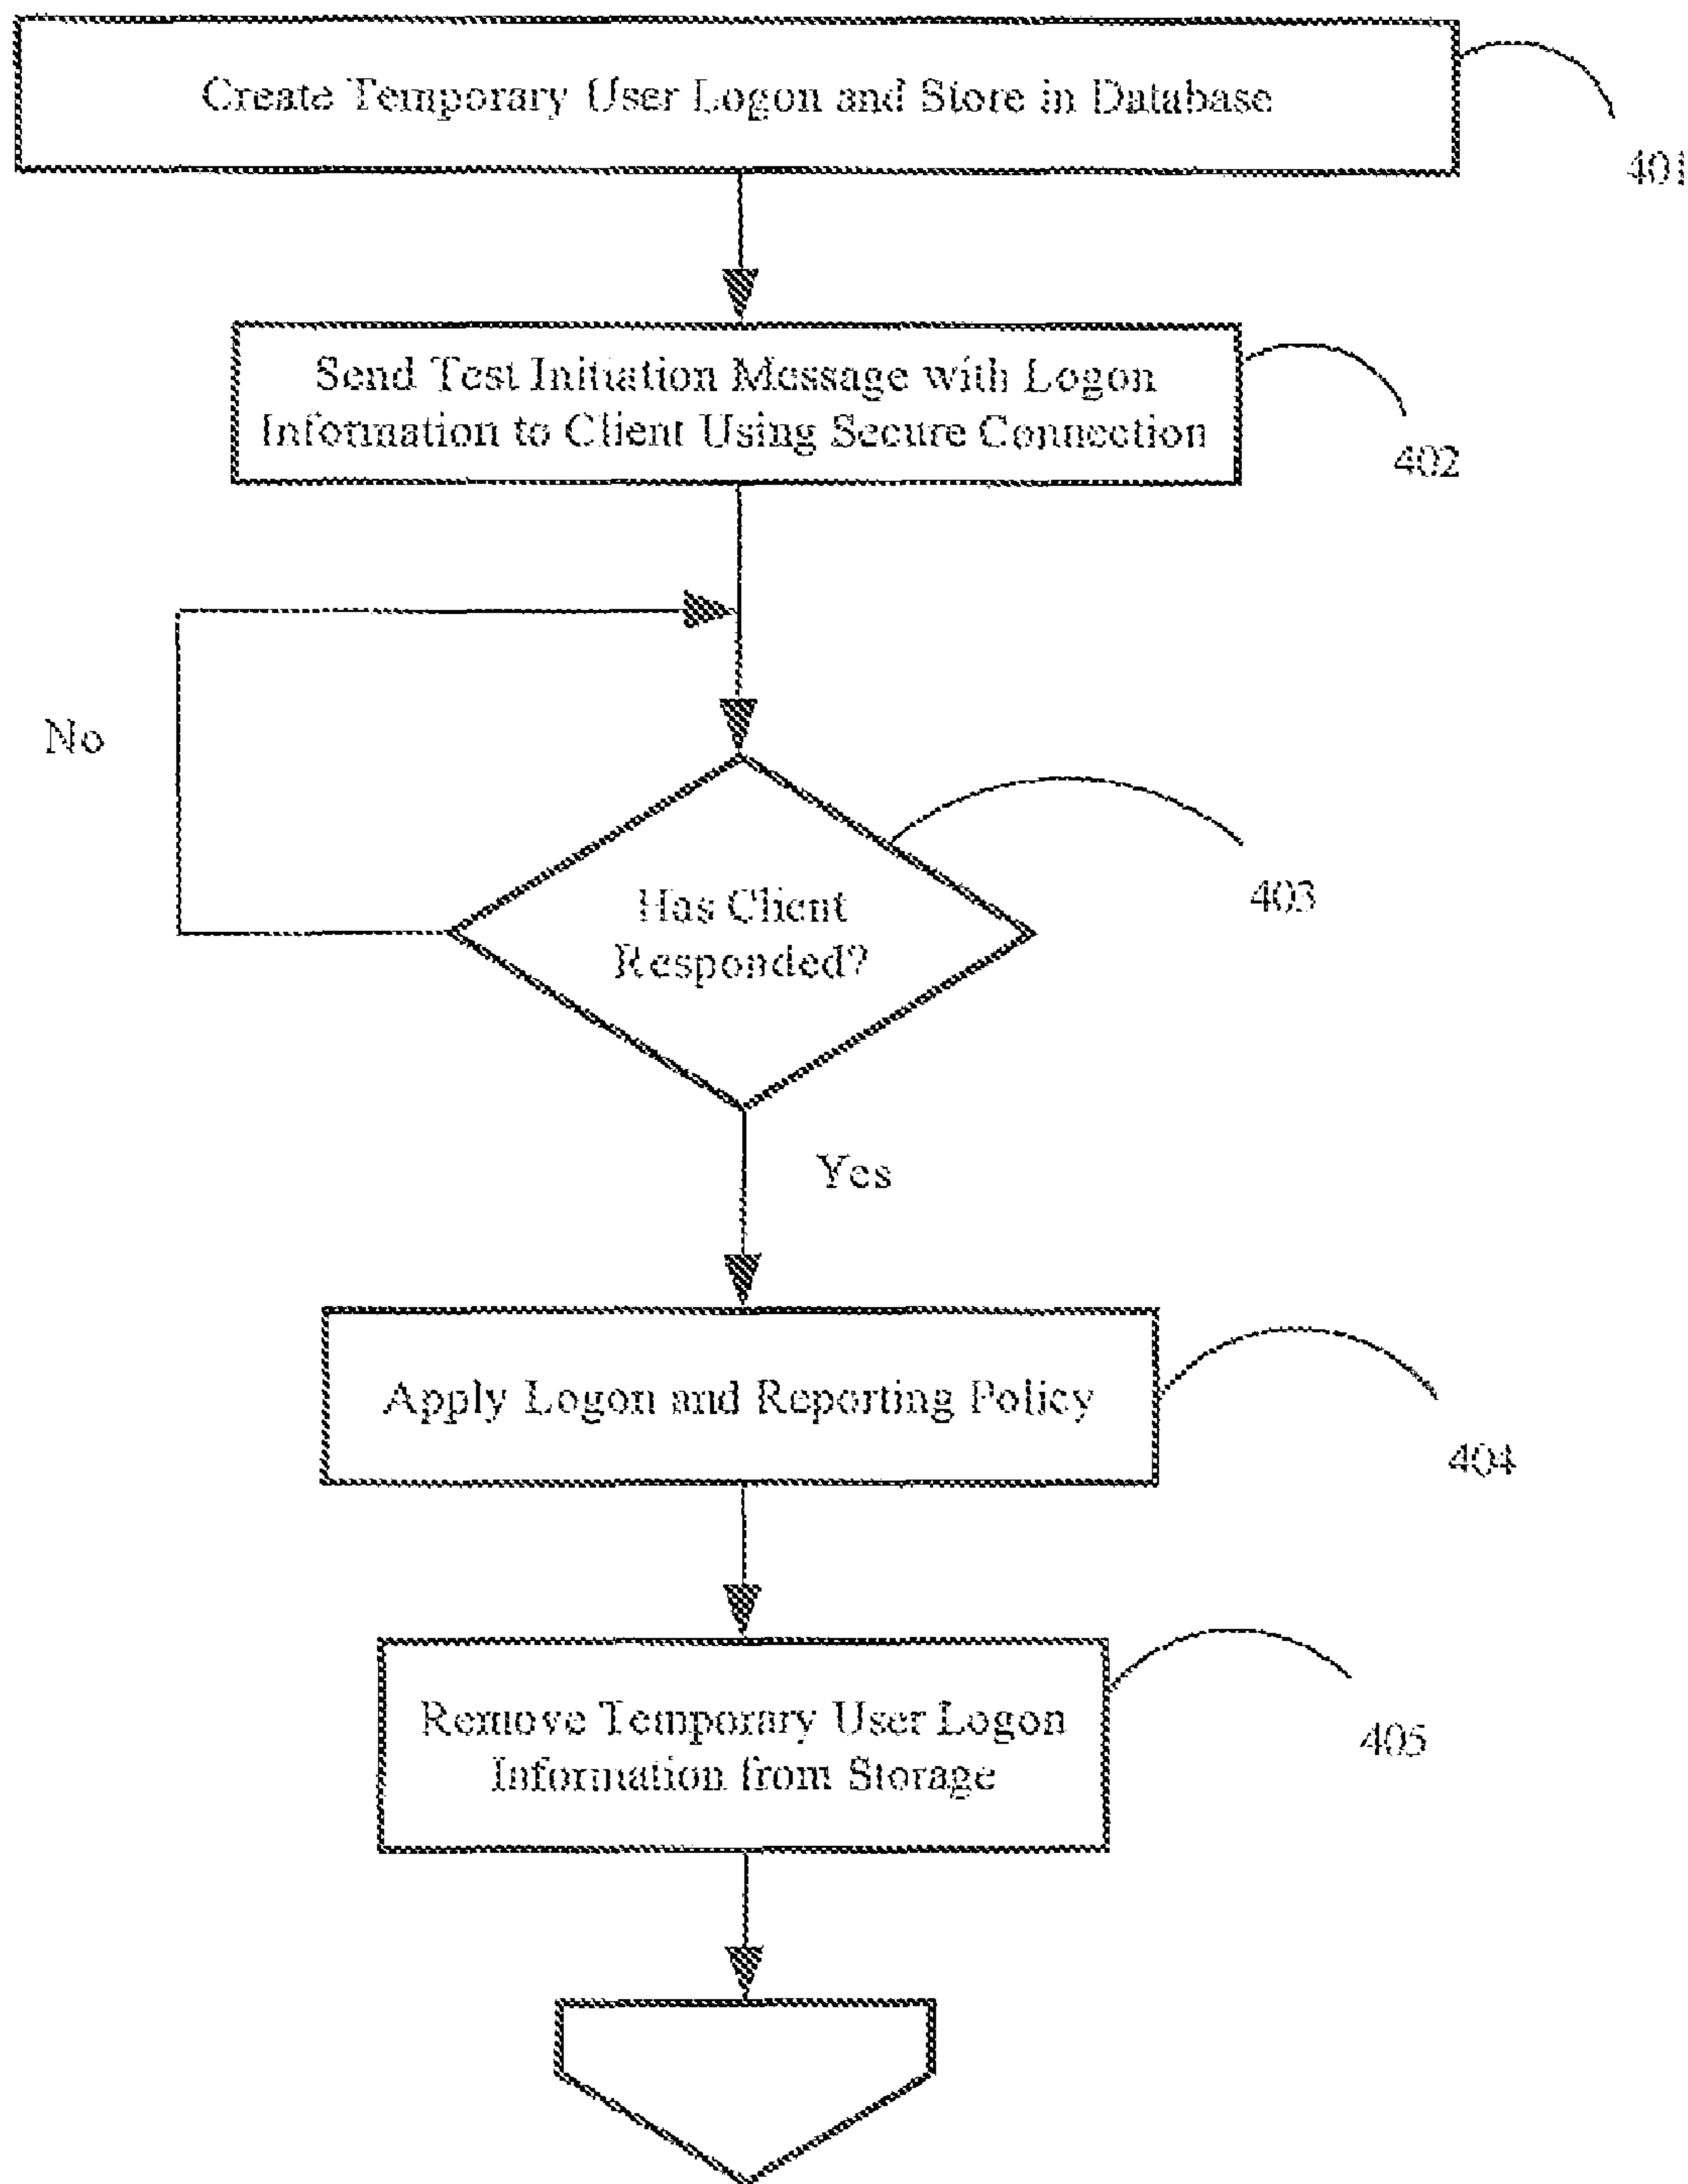 Create Temporary User Logon and Store in Database
401
Send Test Initiation Message with Logon
Information to Client Using Secure Connection
402
No
Has Client
Responded?
403
Yes
Apply Logon and Reporting Policy
404
Remove Temporary User Logon
Information from Storage
405